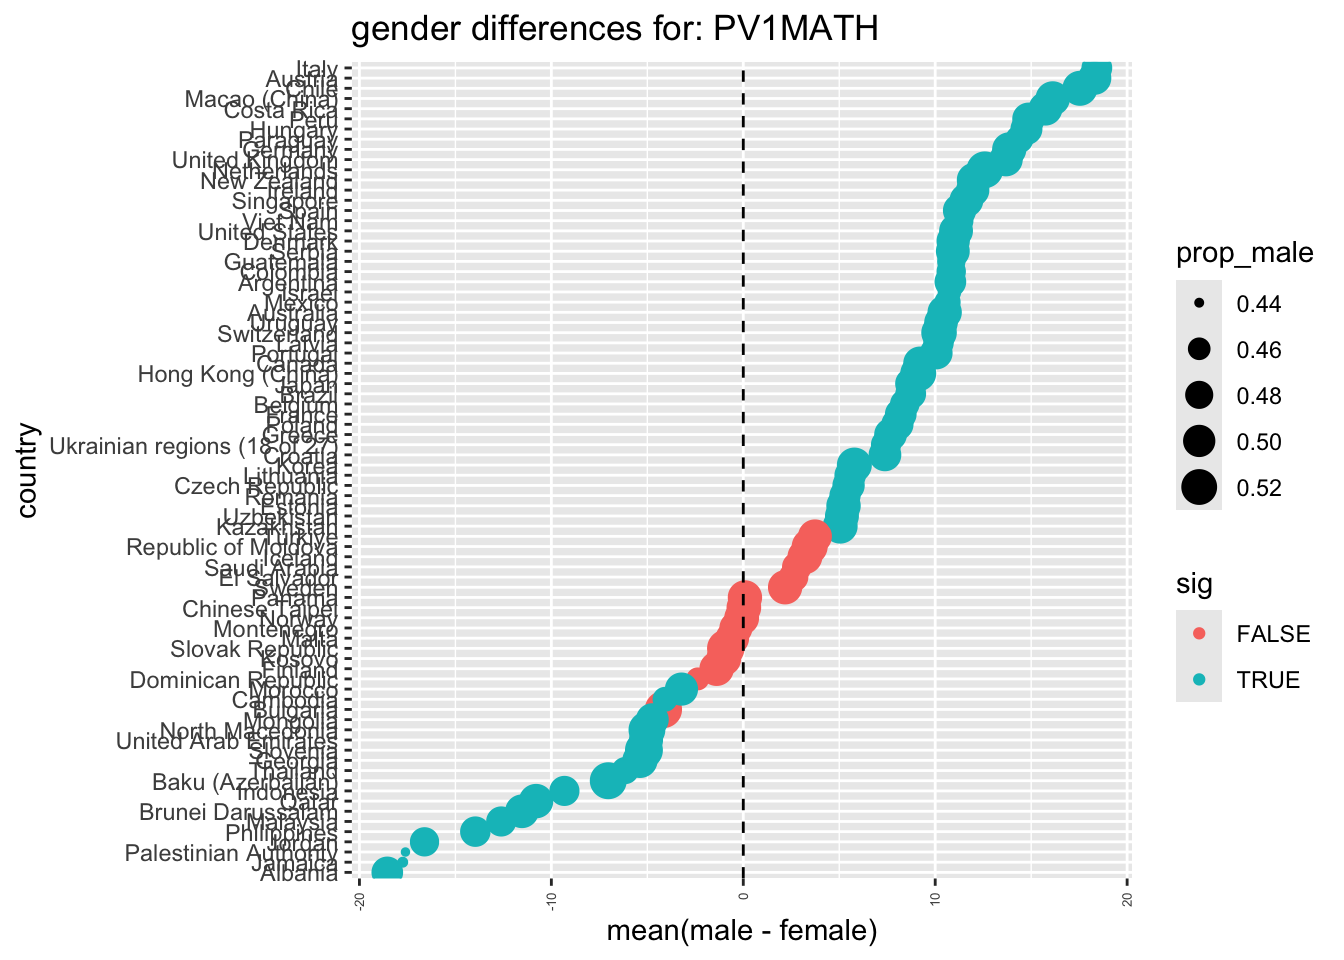 gender differences for: PV1MATH
Italy
Austria
Chile
Macao (China)
Costa Rica
Peru
Hungary
Paraguay
Germany
United Kingdom
Netherlands
New Zealand
Ireland
Singapore
Spain
Viet Nam
United States
Denmark
Serbia
Guatemala
Colombia
Argentina
Israel
Mexico
Australia
Uruguay
Switzerland
Latvia
Portugal
Canada
Hong Kong (China)
Japan
Brazil
Belgium
France
Poland
Greece
Ukrainian regions (18 of 27)
Croatia
Korea
Lithuania
Czech Republic
Romania
Estonia
Uzbekistan
Kazakhstan
Türkiye
Republic of Moldova
Iceland
Saudi Arabia
El Salvador
Sweden
Panama
Chinese Taipei
Norway
Montenegro
Malta
Slovak Republic
Kosovo
Finland
Dominican Republic
Morocco
Cambodia
Bulgaria
Mongolia
North Macedonia
United Arab Emirates
Slovenia
Georgia
Thailand
Baku (Azerbaijan)
Indonesia
Qatar
Brunei Darussalam
Malaysia
Philippines
Jordan
Palestinian Authority
Jamaica
Albania
country
-20
-10
0
10
20
mean(male - female)
prop_male
0.44
0.46
0.48
0.50
0.52
sig
FALSE
TRUE